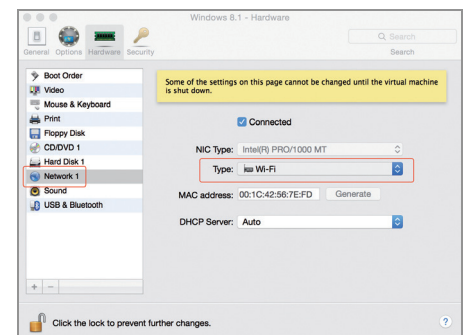 Windows 8.1 - Hardware
Search
General Options Hardware Security
Search
Boot Order
Video
Mouse & Keyboard
Print
Floppy Disk
CD/DVD 1
Hard Disk 1
Network 1
Sound
USB & Bluetooth
Some of the settings on this page cannot be changed until the virtual machine
is shut down.
Connected
NIC Type: Intel(R) PRO/1000 MT
Type: Wi-Fi
MAC address: 00:1C:42:56:7E:FD Generate
DHCP Server: Auto
+ -
Click the lock to prevent further changes.
?